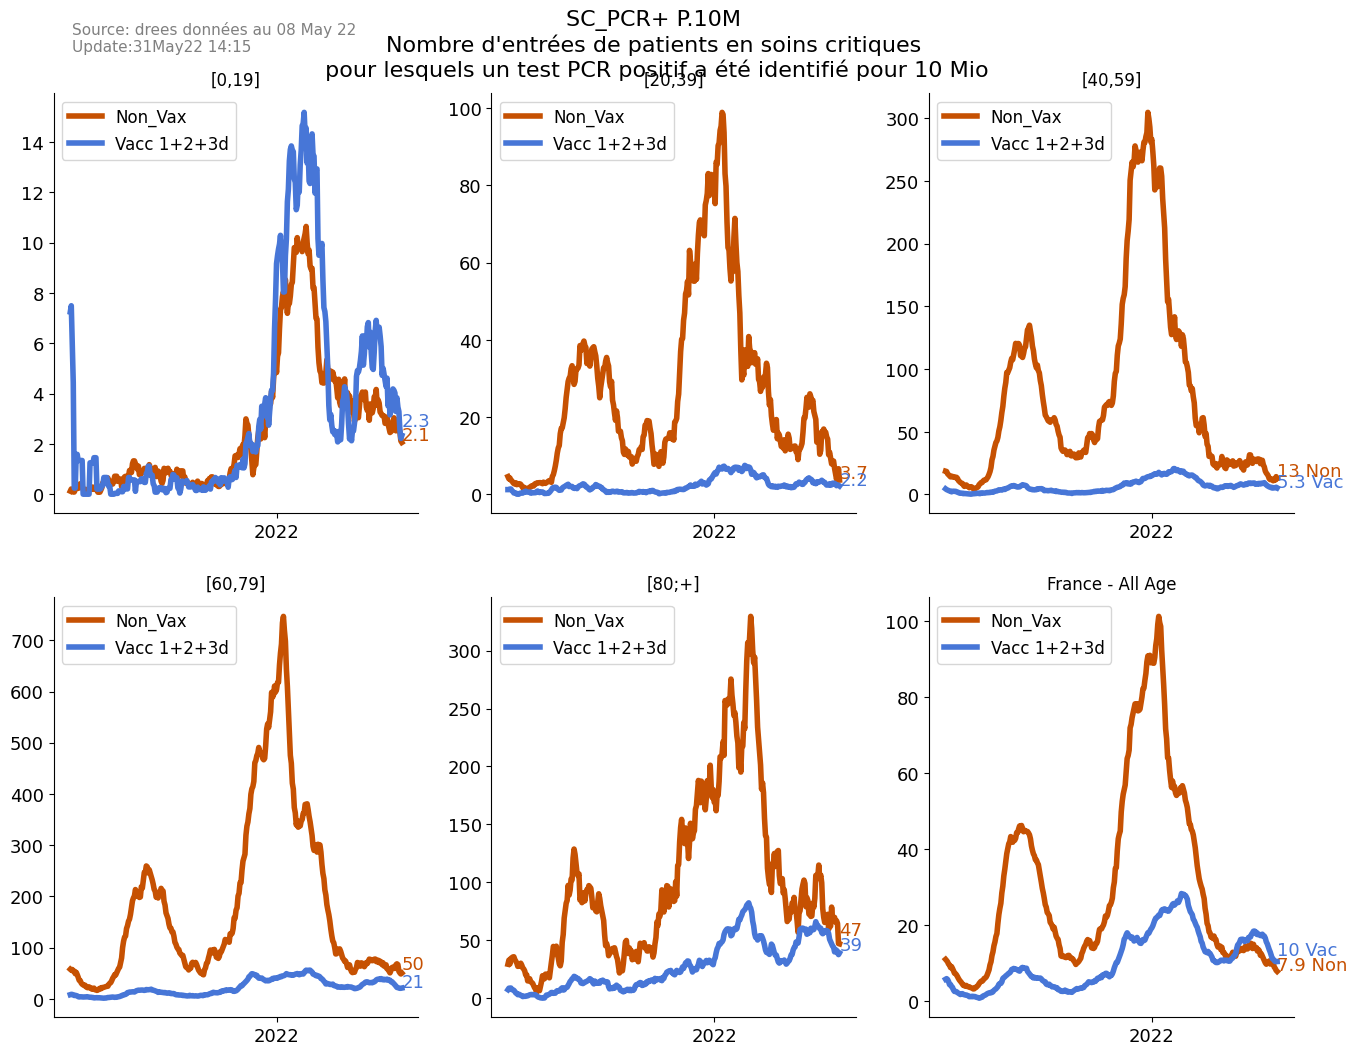 SC_PCR+ P.10M
Source: drees données au 08 May 22
Update:31May22 14:15
Nombre d'entrées de patients en soins critiques
pour lesquels un test PCR positif a été identifié pour 10 Mio
[0,19]
Non_Vax
Vacc 1+2+3d
14
12
10
8
6
4
2
0
2.3
2.1
2022
[20,39]
Non_Vax
Vacc 1+2+3d
100
80
60
40
20
0
3.7
2.2
2022
[40,59]
Non_Vax
Vacc 1+2+3d
300
250
200
150
100
50
0
13 Non
5.3 Vac
2022
[60,79]
Non_Vax
Vacc 1+2+3d
700
600
500
400
300
200
100
0
50
21
2022
[80;+]
Non_Vax
Vacc 1+2+3d
300
250
200
150
100
50
0
47
39
2022
France - All Age
Non_Vax
Vacc 1+2+3d
100
80
60
40
20
0
10 Vac
7.9 Non
2022